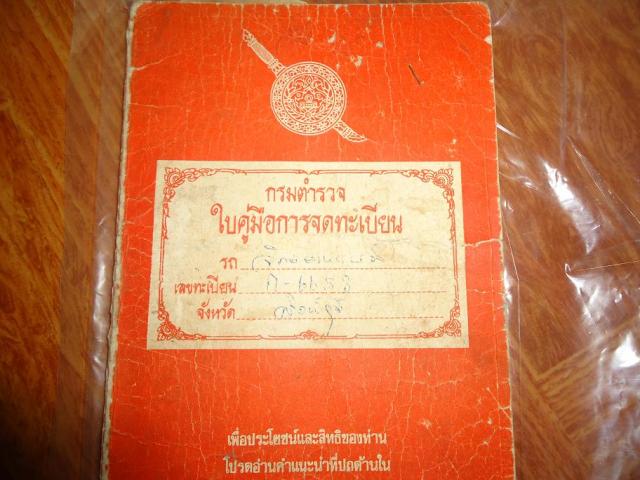 กรมตำรวจ
ใบคู่มือการจดทะเบียน
รถ
เลขทะเบียน
จังหวัด
เพื่อประโยชน์และสิทธิของท่าน
โปรดอ่านคำแนะนำที่ปกด้านใน